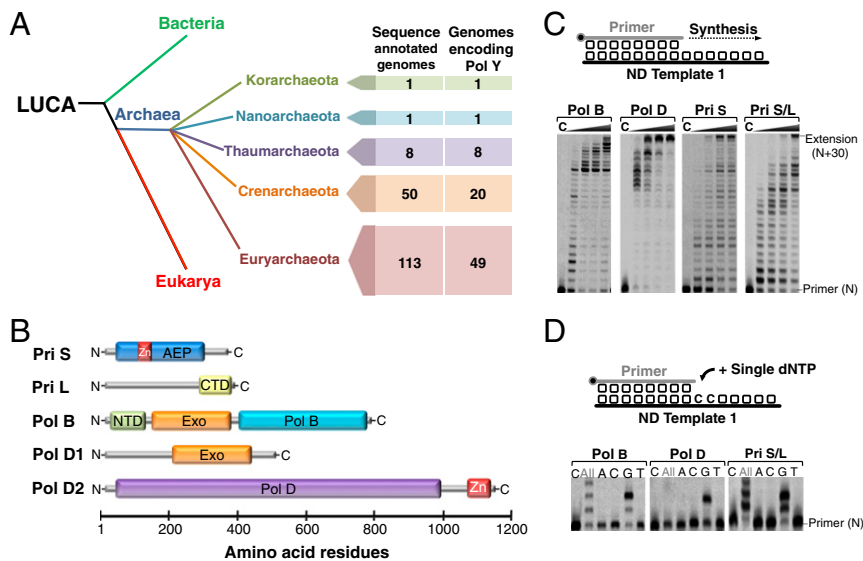 A
Bacteria
LUCA
Archaea
Eukarya
Sequence
annotated
genomes
Genomes
encoding
Pol Y
Korarchaeota 1 1
Nanoarchaeota 1 1
Thaumarchaeota 8 8
Crenarchaeota 50 20
Euryarchaeota 113 49
B
Pri S N- Zn AEP -C
Pri L N- CTD -C
Pol B N- NTD Exo Pol B -C
Pol D1 N- Exo -C
Pol D2 N- Pol D Zn -C
1 200 400 600 800 1000 1200
Amino acid residues
C
Primer Synthesis
ND Template 1
Pol B Pol D Pri S Pri S/L
C C C C
Extension
(N+30)
Primer (N)
D
+ Single dNTP
Primer
C C
ND Template 1
Pol B Pol D Pri S/L
C All A C G T C All A C G T C All A C G T
Primer (N)